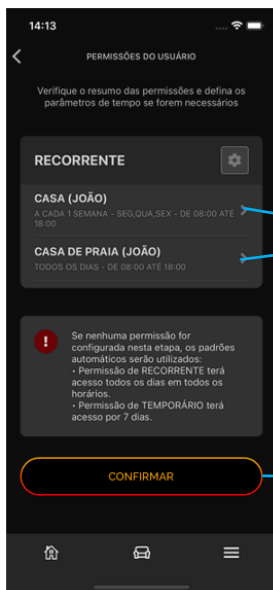 14:13
PERMISSÕES DO USUÁRIO
Verifique o resumo das permissões e defina os
parâmetros de tempo se forem necessários
RECORRENTE
CASA (JOÃO)
A CADA 1 SEMANA - SEG,QUA,SEX - DE 08:00 ATÉ
18:00
CASA DE PRAIA (JOÃO)
TODOS OS DIAS - DE 08:00 ATÉ 18:00
Se nenhuma permissão for
configurada nesta etapa, os padrões
automáticos serão utilizados:
• Permissão de RECORRENTE terá
acesso todos os dias em todos os
horários.
• Permissão de TEMPORÁRIO terá
acesso por 7 dias.
CONFIRMAR